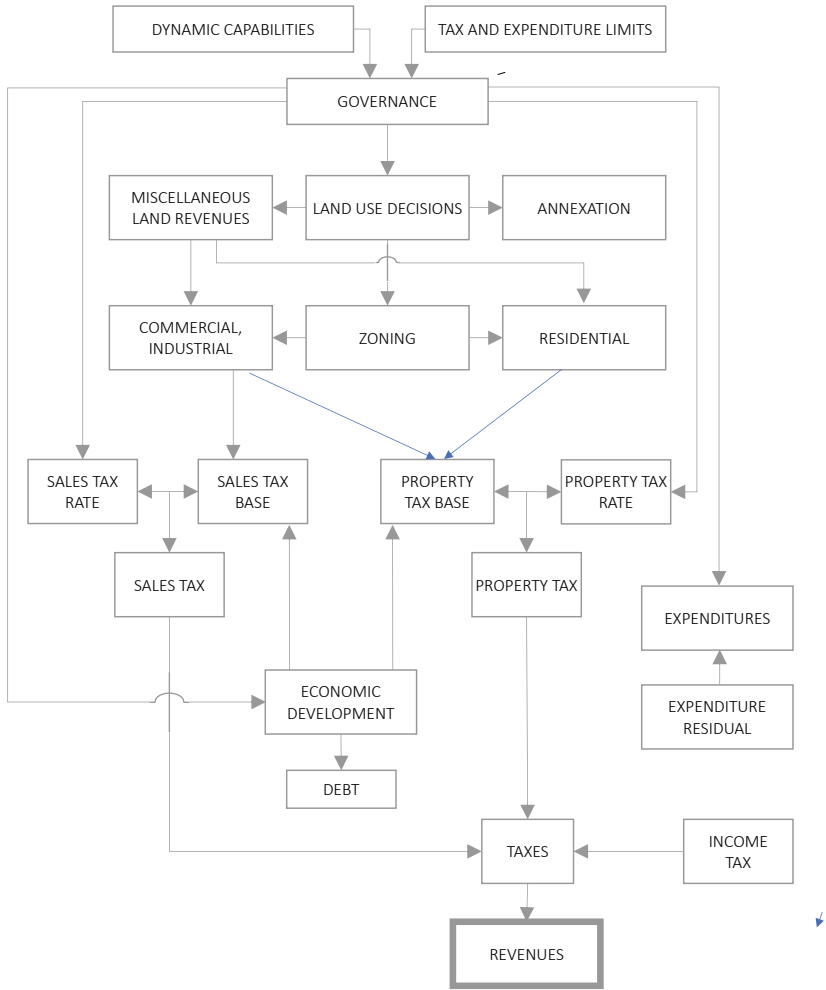 DYNAMIC CAPABILITIES
TAX AND EXPENDITURE LIMITS
GOVERNANCE
MISCELLANEOUS
LAND REVENUES
LAND USE DECISIONS
ANNEXATION
COMMERCIAL,
INDUSTRIAL
ZONING
RESIDENTIAL
SALES TAX
RATE
SALES TAX
BASE
PROPERTY
TAX BASE
PROPERTY TAX
RATE
SALES TAX
PROPERTY TAX
EXPENDITURES
ECONOMIC
DEVELOPMENT
EXPENDITURE
RESIDUAL
DEBT
TAXES
INCOME
TAX
REVENUES